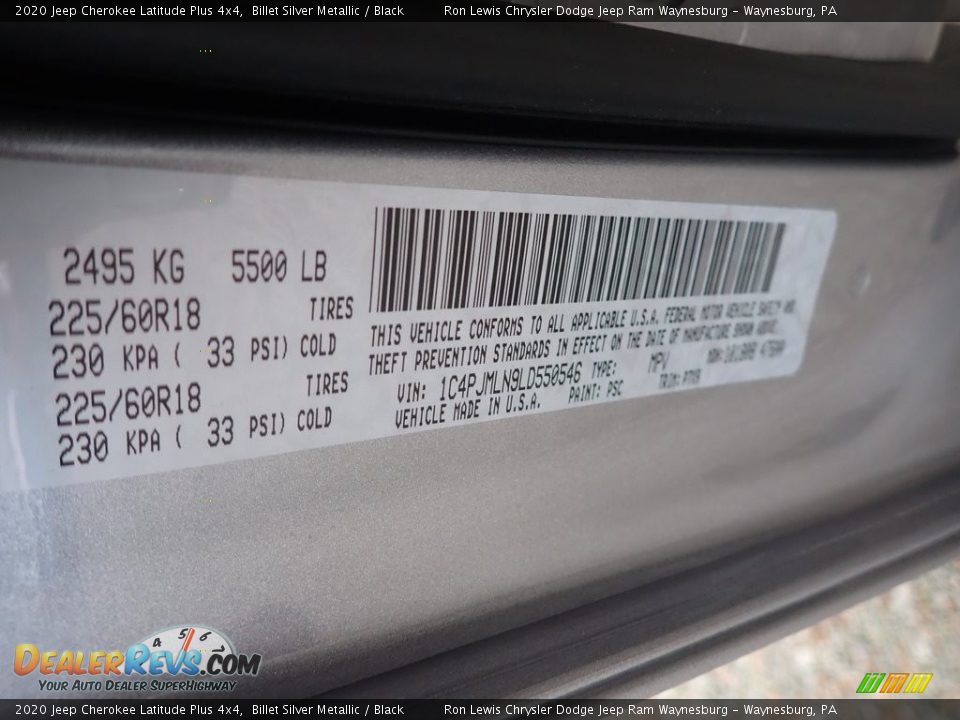 2020 Jeep Cherokee Latitude Plus 4x4, Billet Silver Metallic / Black Ron Lewis Chrysler Dodge Jeep Ram Waynesburg - Waynesburg, PA
2495 KG 5500 LB
225/60R18 TIRES
230 KPA ( 33 PSI) COLD
225/60R18 TIRES
230 KPA ( 33 PSI) COLD
THIS VEHICLE CONFORMS TO ALL APPLICABLE U.S.A. FEDERAL MOTOR VEHICLE SAFETY AND
THEFT PREVENTION STANDARDS IN EFFECT ON THE DATE OF MANUFACTURE SHOWN ABOVE.
VIN: 1C4PJMLN9LD550546 TYPE: MPV
VEHICLE MADE IN U.S.A. PAINT: PSC TRIM:
4 5 6
DEALERREVS.COM
YOUR AUTO DEALER SUPERHIGHWAY
2020 Jeep Cherokee Latitude Plus 4x4, Billet Silver Metallic / Black Ron Lewis Chrysler Dodge Jeep Ram Waynesburg - Waynesburg, PA